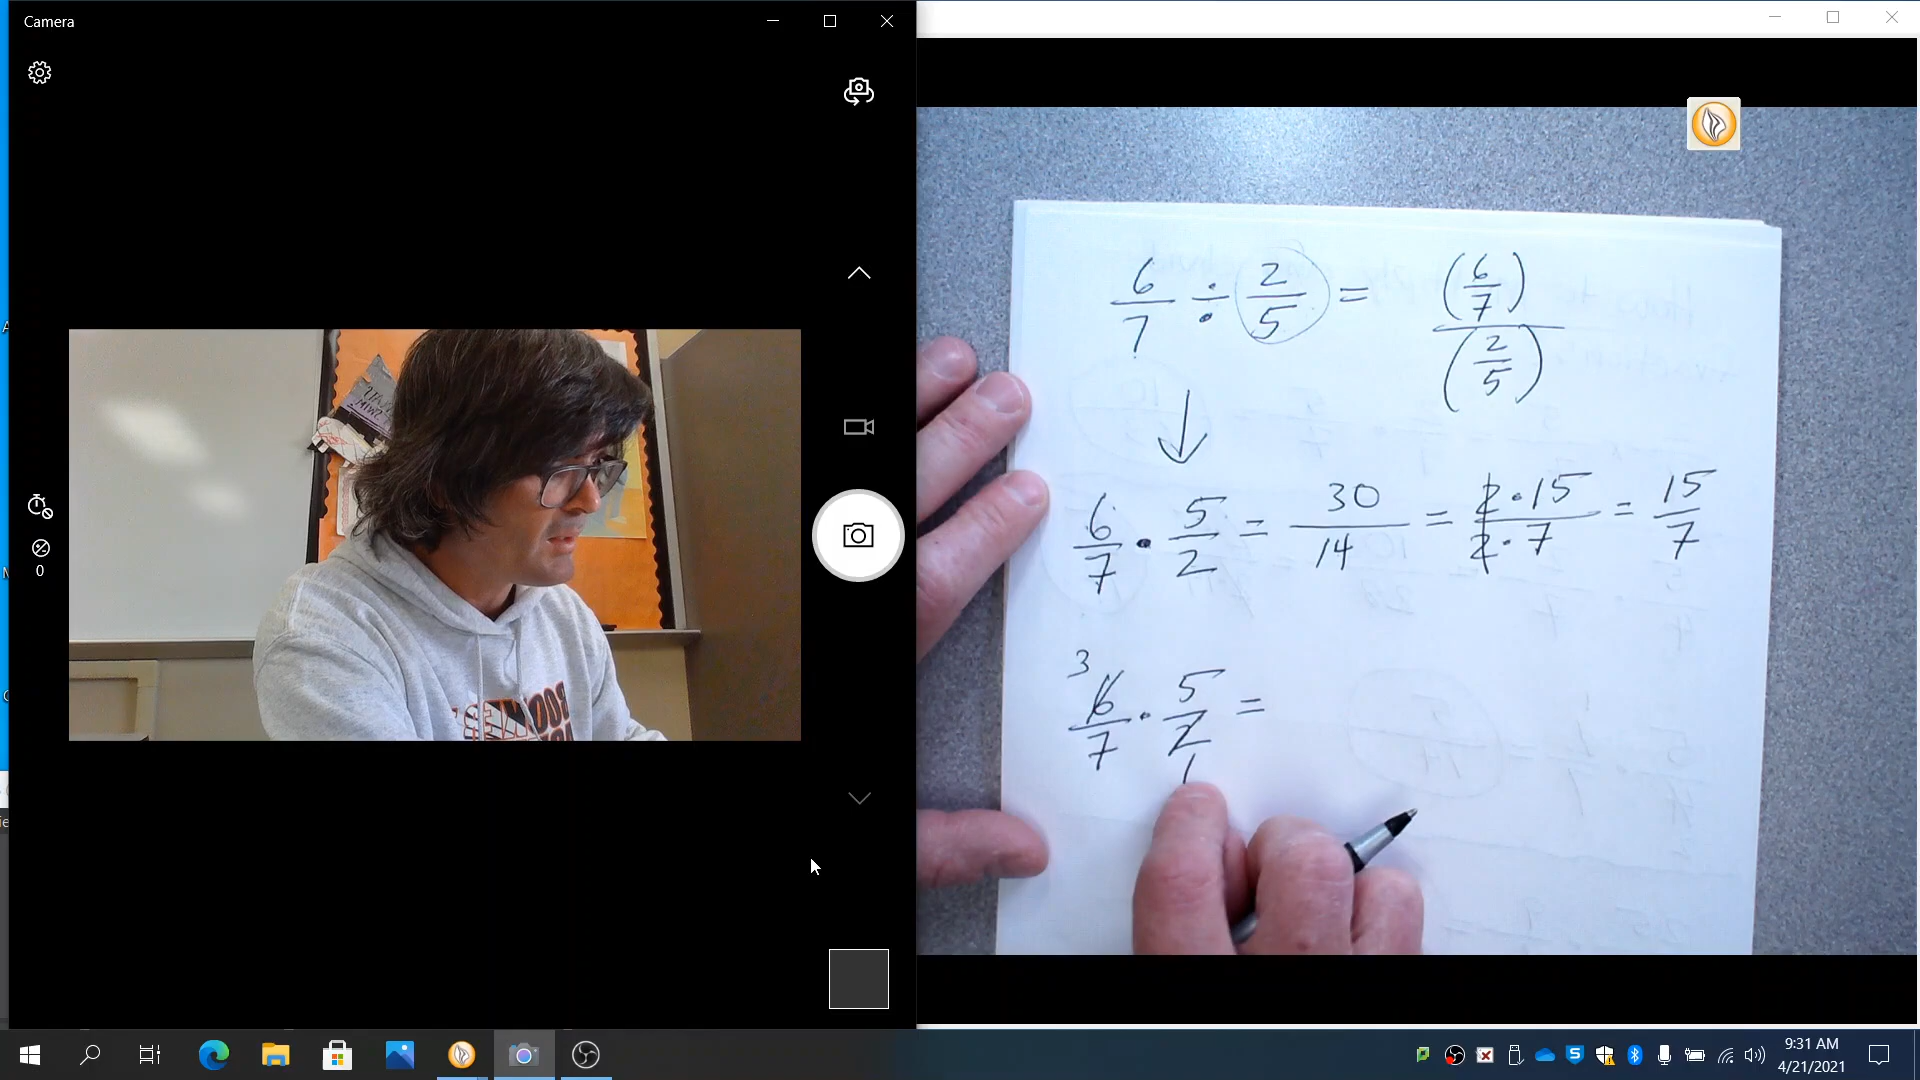 Camera
0
6/7 ÷ 2/5 = (6/7)/(2/5)
6/7 · 5/2 = 30/14 = 2·15/2·7 = 15/7
3
6/7 · 5/2 =
1
9:31 AM
4/21/2021